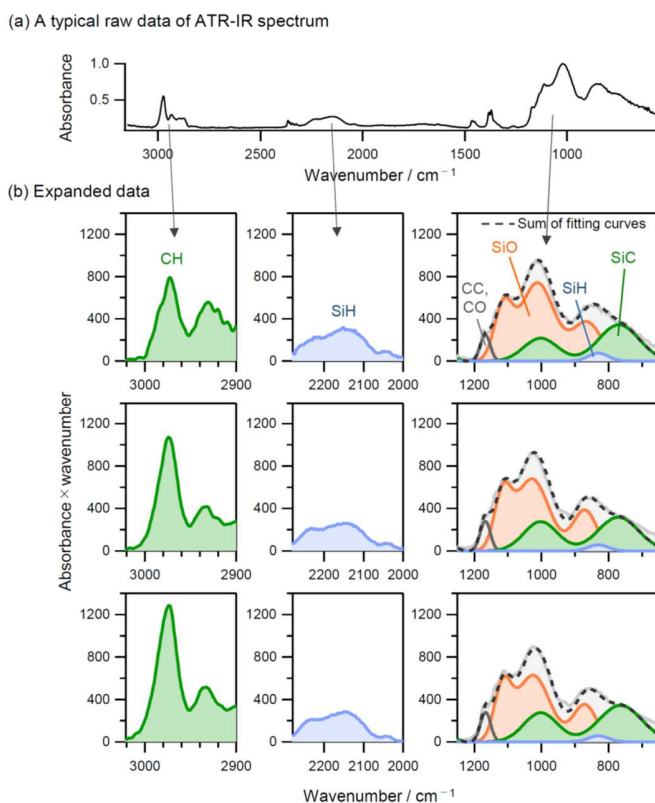 (a) A typical raw data of ATR-IR spectrum
Absorbance
1.0
0.5
3000 2500 2000 1500 1000
Wavenumber / cm⁻¹
(b) Expanded data
Absorbance × wavenumber
1200
800
400
0
CH
3000 2900
1200
800
400
0
SiH
2200 2100 2000
1200
800
400
0
Sum of fitting curves
SiO
SiC
SiH
CC,
CO
1200 1000 800
1200
800
400
0
3000 2900
1200
800
400
0
2200 2100 2000
1200
800
400
0
1200 1000 800
1200
800
400
0
3000 2900
1200
800
400
0
2200 2100 2000
1200
800
400
0
1200 1000 800
Wavenumber / cm⁻¹